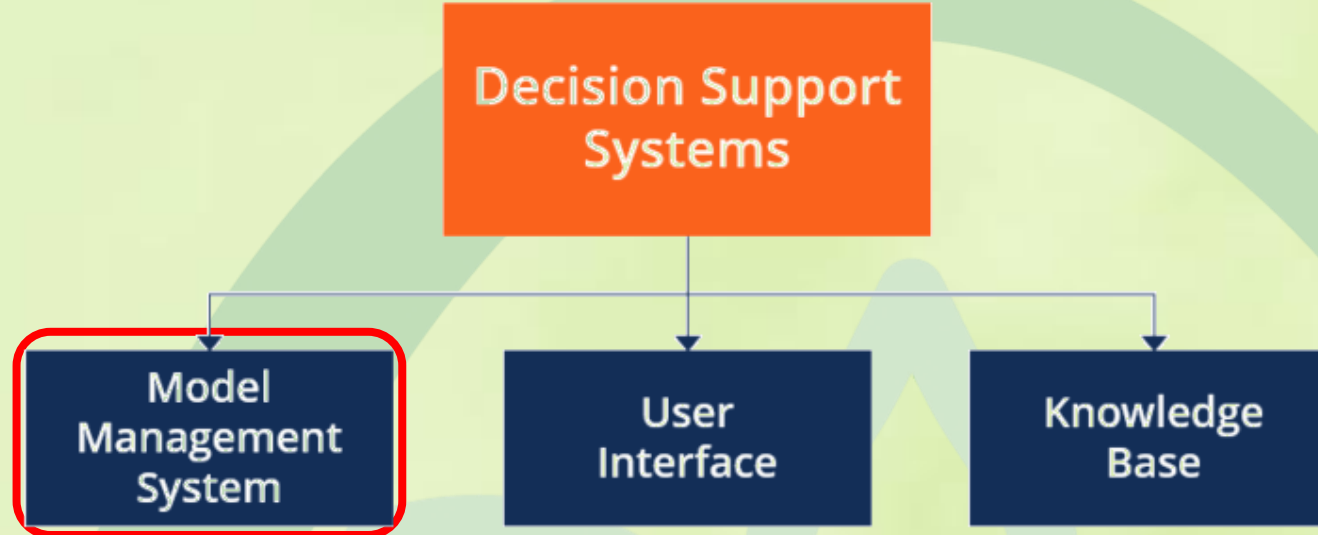 Decision Support
Systems
Model
Management
System
User
Interface
Knowledge
Base